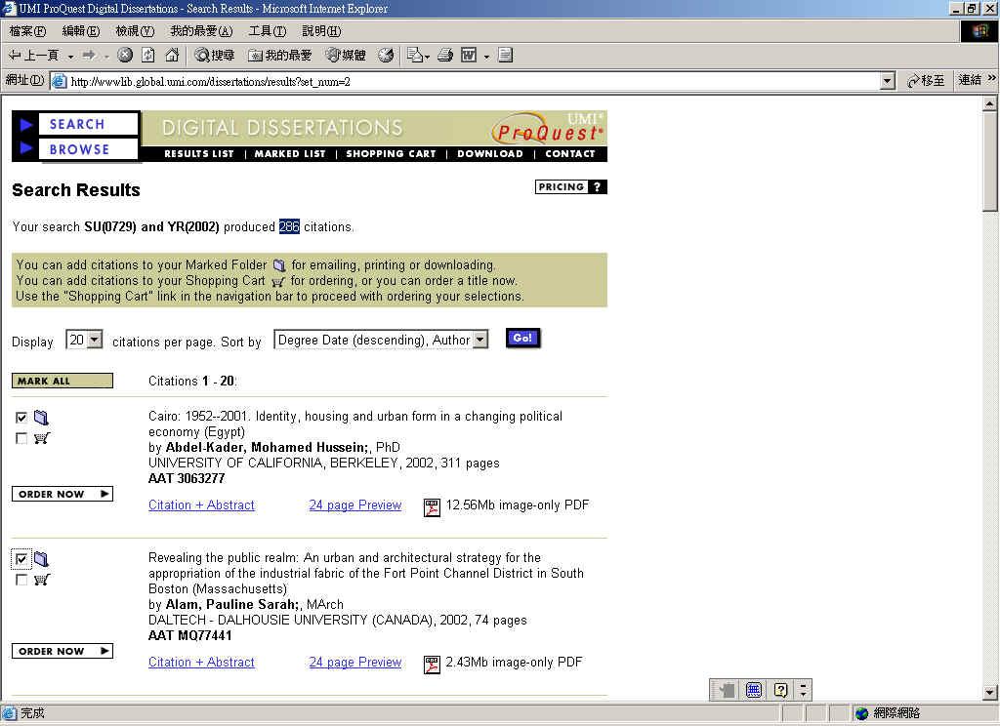 UMI ProQuest Digital Dissertations - Search Results - Microsoft Internet Explorer
檔案(F) 編輯(E) 檢視(V) 我的最愛(A) 工具(T) 說明(H)
上一頁 搜尋 我的最愛 媒體
網址(D) http://wwwlib.global.umi.com/dissertations/results?set_num=2 移至 連結 »
SEARCH
BROWSE
DIGITAL DISSERTATIONS
UMI®
ProQuest®
RESULTS LIST | MARKED LIST | SHOPPING CART | DOWNLOAD | CONTACT
Search Results
PRICING ?
Your search SU(0729) and YR(2002) produced 286 citations.
You can add citations to your Marked Folder for emailing, printing or downloading.
You can add citations to your Shopping Cart for ordering, or you can order a title now.
Use the "Shopping Cart" link in the navigation bar to proceed with ordering your selections.
Display 20 citations per page. Sort by Degree Date (descending), Author Go!
MARK ALL Citations 1 - 20:
Cairo: 1952--2001. Identity, housing and urban form in a changing political
economy (Egypt)
by Abdel-Kader, Mohamed Hussein;, PhD
UNIVERSITY OF CALIFORNIA, BERKELEY, 2002, 311 pages
AAT 3063277
ORDER NOW
Citation + Abstract 24 page Preview 12.56Mb image-only PDF
Revealing the public realm: An urban and architectural strategy for the
appropriation of the industrial fabric of the Fort Point Channel District in South
Boston (Massachusetts)
by Alam, Pauline Sarah;, MArch
DALTECH - DALHOUSIE UNIVERSITY (CANADA), 2002, 74 pages
AAT MQ77441
ORDER NOW
Citation + Abstract 24 page Preview 2.43Mb image-only PDF
完成 網際網路